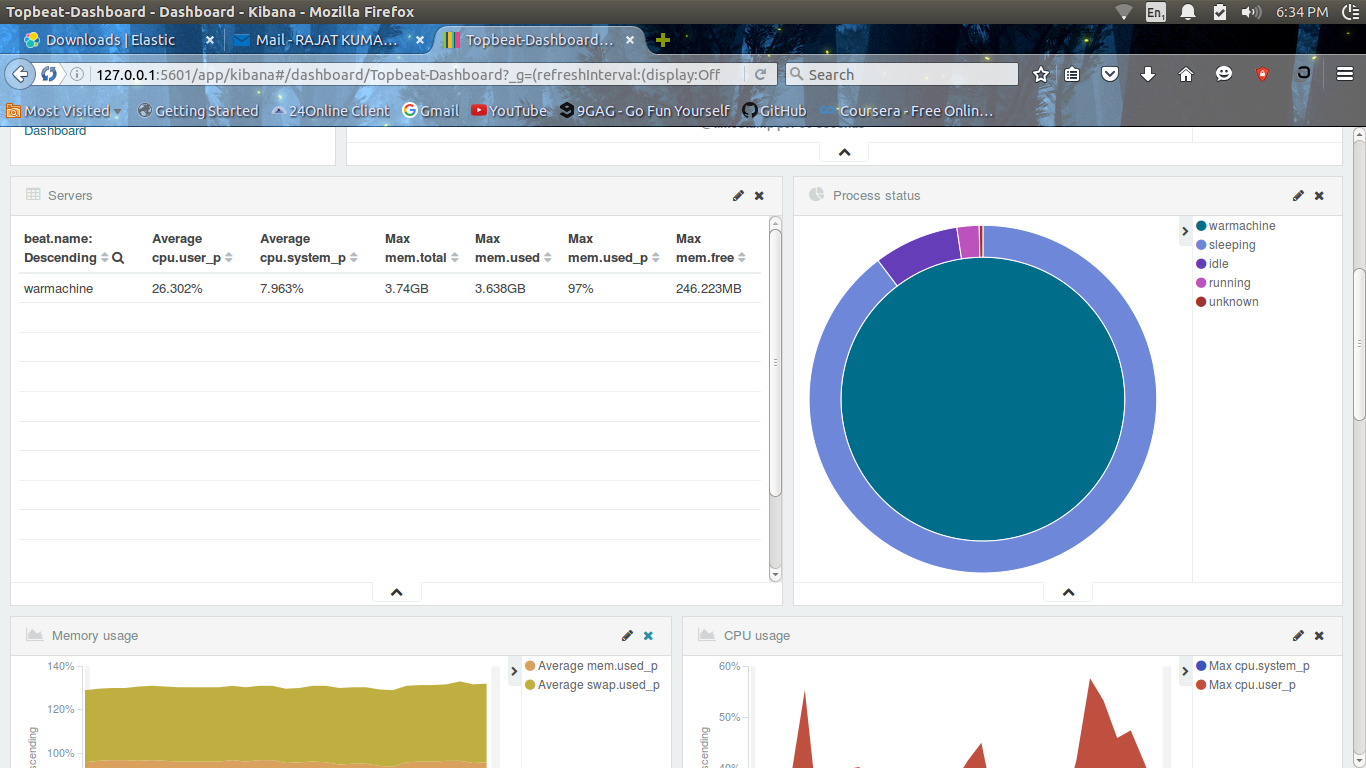 Topbeat-Dashboard - Dashboard - Kibana - Mozilla Firefox
En1
6:34 PM
Downloads | Elastic
Mail - RAJAT KUMA...
Topbeat-Dashboard...
127.0.0.1:5601/app/kibana#/dashboard/Topbeat-Dashboard?_g=(refreshInterval:(display:Off
Search
Most Visited
Getting Started
24Online Client
Gmail
YouTube
9GAG - Go Fun Yourself
GitHub
Coursera - Free Onlin...
Dashboard
Servers
beat.name: Descending
Average cpu.user_p
Average cpu.system_p
Max mem.total
Max mem.used
Max mem.used_p
Max mem.free
warmachine 26.302% 7.963% 3.74GB 3.638GB 97% 246.223MB
Process status
warmachine
sleeping
idle
running
unknown
Memory usage
140%
120%
100%
Average mem.used_p
Average swap.used_p
CPU usage
60%
50%
40%
Max cpu.system_p
Max cpu.user_p